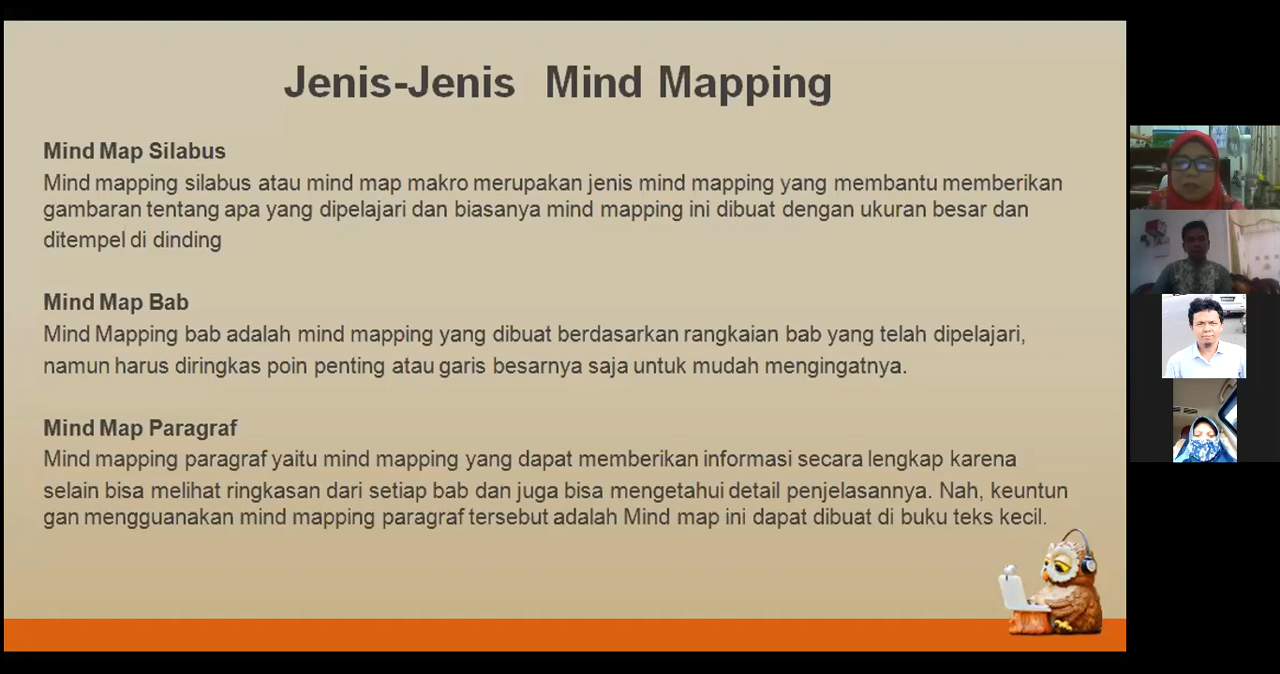 Jenis-Jenis Mind Mapping
Mind Map Silabus
Mind mapping silabus atau mind map makro merupakan jenis mind mapping yang membantu memberikan
gambaran tentang apa yang dipelajari dan biasanya mind mapping ini dibuat dengan ukuran besar dan
ditempel di dinding
Mind Map Bab
Mind Mapping bab adalah mind mapping yang dibuat berdasarkan rangkaian bab yang telah dipelajari,
namun harus diringkas poin penting atau garis besarnya saja untuk mudah mengingatnya.
Mind Map Paragraf
Mind mapping paragraf yaitu mind mapping yang dapat memberikan informasi secara lengkap karena
selain bisa melihat ringkasan dari setiap bab dan juga bisa mengetahui detail penjelasannya. Nah, keuntun
gan mengguanakan mind mapping paragraf tersebut adalah Mind map ini dapat dibuat di buku teks kecil.